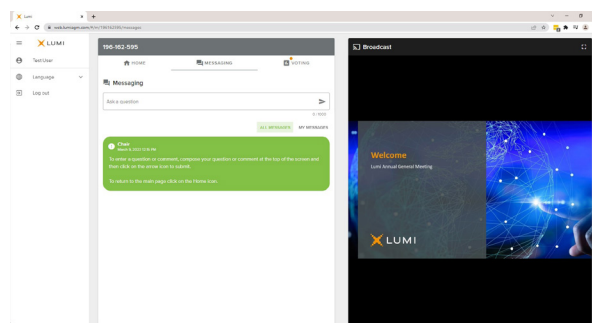 Lumi
web.lumiagm.com
LUMI
Test User
Language
Log out
196-162-595
HOME
MESSAGING
VOTING
Messaging
Ask a question
ALL MESSAGES
MY MESSAGES
Chair
To enter a question or comment, compose your question or comment at the top of the screen and
then click on the arrow icon to submit.
To return to the main page click on the Home icon.
Broadcast
Welcome
Lumi Annual General Meeting
LUMI